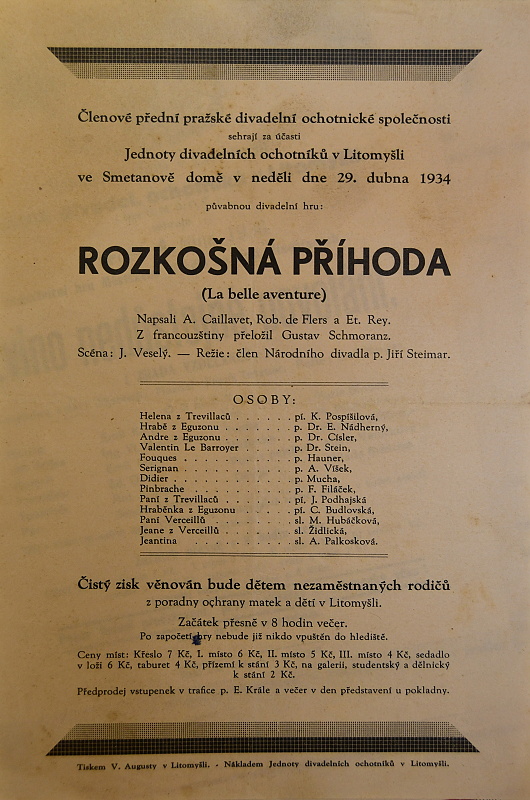 Členové přední pražské divadelní ochotnické společnosti
sehrají za účasti
Jednoty divadelních ochotníků v Litomyšli
ve Smetanově domě v neděli dne 29. dubna 1934
půvabnou divadelní hru:
ROZKOŠNÁ PŘÍHODA
(La belle aventure)
Napsali A. Caillavet, Rob. de Flers a Et. Rey.
Z francouzštiny přeložil Gustav Schmoranz.
Scéna: J. Veselý. — Režie: člen Národního divadla p. Jiří Steimar.
OSOBY:
Helena z Trevillaců . . . . . . pí. K. Pospíšilová,
Hrabě z Eguzonu . . . . . . . p. Dr. E. Nádherný,
Andre z Eguzonu . . . . . . . p. Dr. Císler,
Valentin Le Barroyer . . . . . p. Dr. Stein,
Fouques . . . . . . . . . . . p. Hauner,
Serignan . . . . . . . . . . . p. A. Víšek,
Didier . . . . . . . . . . . . p. Mucha,
Pinbrache . . . . . . . . . . p. F. Filáček,
Paní z Trevillaců . . . . . . . pí. J. Podhajská
Hraběnka z Eguzonu . . . . . pí. C. Budlovská,
Paní Verceillů . . . . . . . . sl. M. Hubáčková,
Jeane z Verceillů . . . . . . . sl. Židlická,
Jeantina . . . . . . . . . . sl. A. Palkosková.
Čistý zisk věnován bude dětem nezaměstnaných rodičů
z poradny ochrany matek a dětí v Litomyšli.
Začátek přesně v 8 hodin večer.
Po započetí hry nebude již nikdo vpuštěn do hlediště.
Ceny míst: Křeslo 7 Kč, I. místo 6 Kč, II. místo 5 Kč, III. místo 4 Kč, sedadlo
v loži 6 Kč, taburet 4 Kč, přízemí k stání 3 Kč, na galerii, studentský a dělnický
k stání 2 Kč.
Předprodej vstupenek v trafice p. E. Krále a večer v den představení u pokladny.
Tiskem V. Augusty v Litomyšli. - Nákladem Jednoty divadelních ochotníků v Litomyšli.